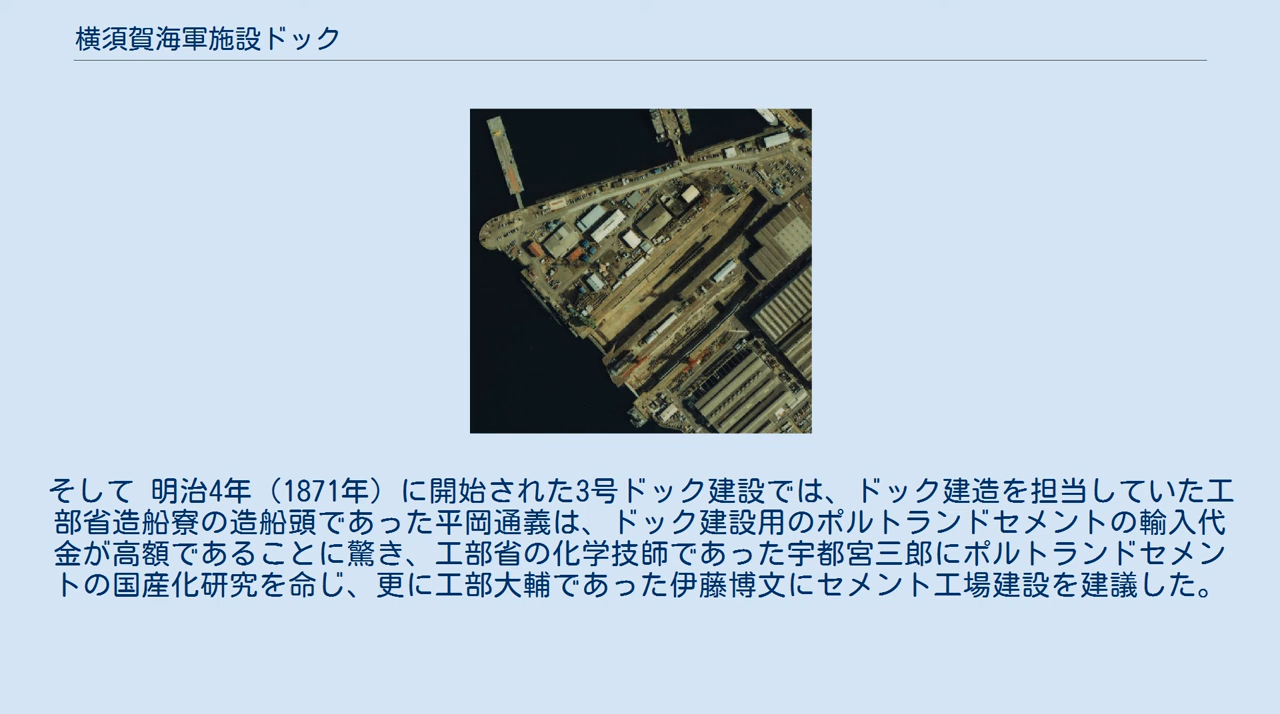 横須賀海軍施設ドック
そして 明治4年（1871年）に開始された3号ドック建設では、ドック建造を担当していた工
部省造船寮の造船頭であった平岡通義は、ドック建設用のポルトランドセメントの輸入代
金が高額であることに驚き、工部省の化学技師であった宇都宮三郎にポルトランドセメン
トの国産化研究を命じ、更に工部大輔であった伊藤博文にセメント工場建設を建議した。